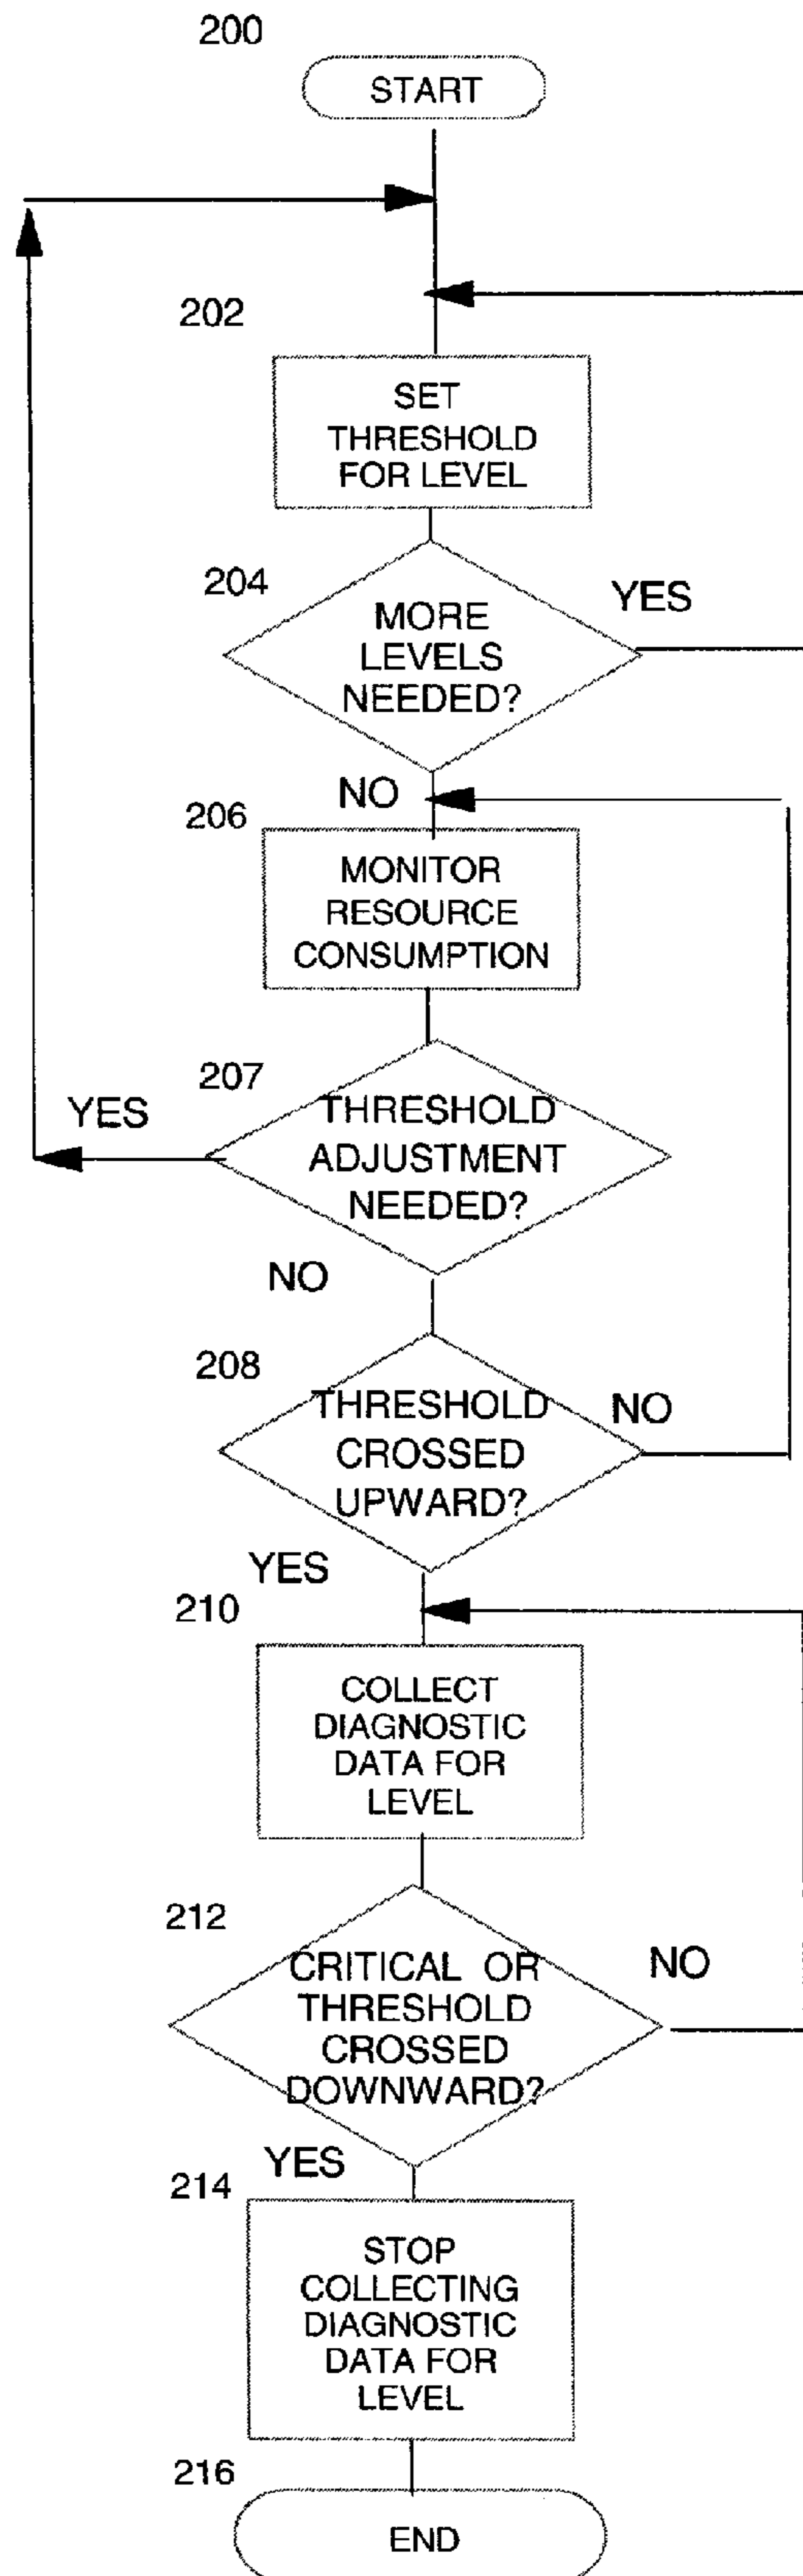 200
START
202
SET
THRESHOLD
FOR LEVEL
204
YES
MORE
LEVELS
NEEDED?
NO
206
MONITOR
RESOURCE
CONSUMPTION
207
YES
THRESHOLD
ADJUSTMENT
NEEDED?
NO
208
THRESHOLD
CROSSED
UPWARD?
NO
YES
210
COLLECT
DIAGNOSTIC
DATA FOR
LEVEL
212
NO
CRITICAL OR
THRESHOLD
CROSSED
DOWNWARD?
YES
214
STOP
COLLECTING
DIAGNOSTIC
DATA FOR
LEVEL
216
END